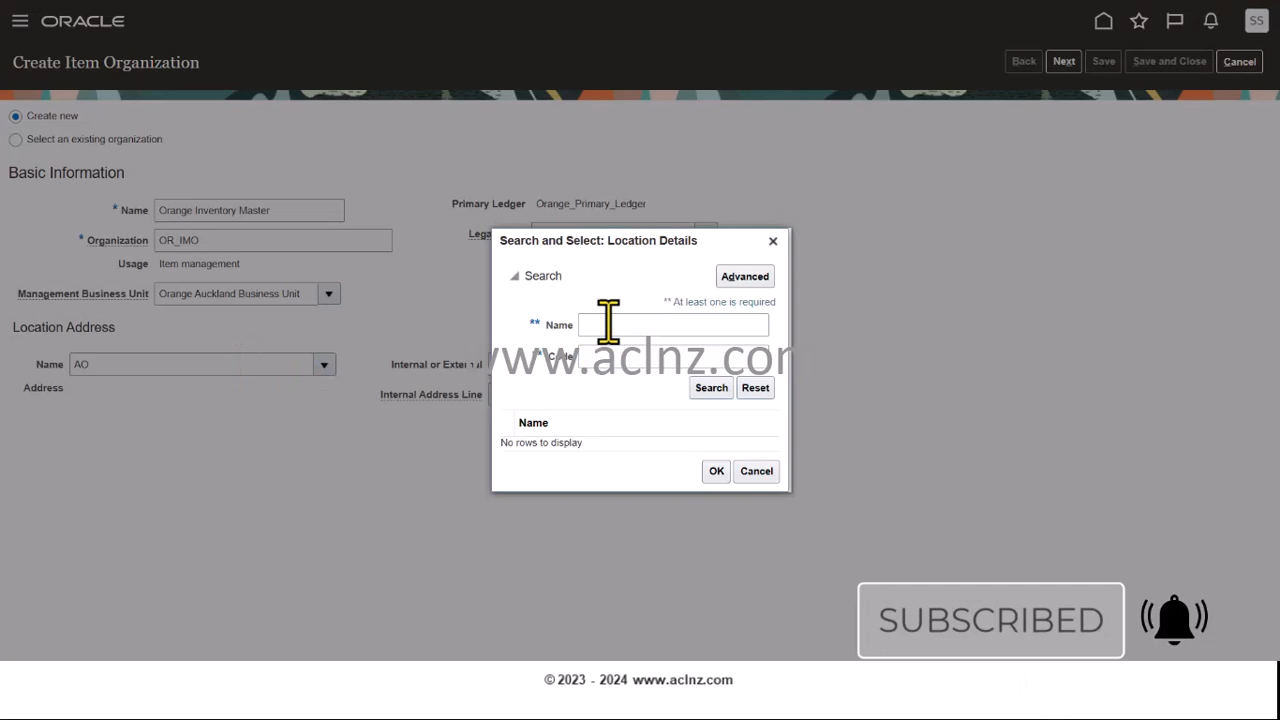 ORACLE
SS
Create Item Organization
Back
Next
Save
Save and Close
Cancel
Create new
Select an existing organization
Basic Information
* Name
Orange Inventory Master
* Organization
OR_IMO
Usage
Item management
Management Business Unit
Orange Auckland Business Unit
Primary Ledger
Orange_Primary_Ledger
Location Address
Name
AO
Address
Internal Address Line
Search and Select: Location Details
Search
Advanced
** At least one is required
** Name
** Code
www.aclnz.com
Search
Reset
Name
No rows to display
OK
Cancel
SUBSCRIBED
© 2023 - 2024 www.aclnz.com